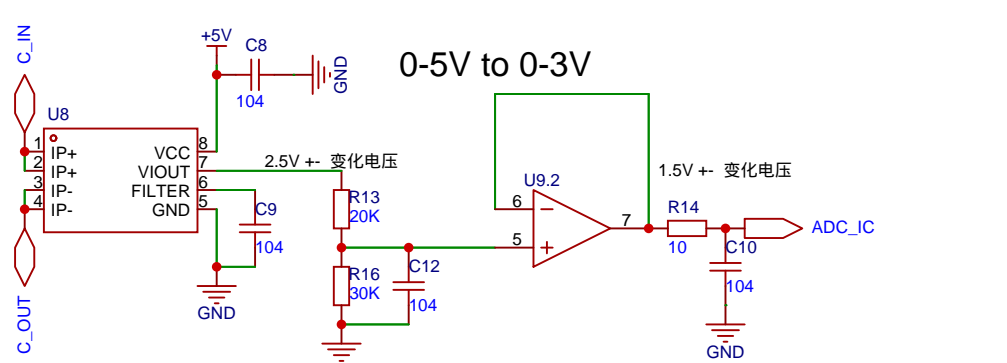 C_IN
+5V
C8
104
GND
0-5V to 0-3V
U8
1
2
3
4
IP+
IP+
IP-
IP-
VCC
VIOUT
FILTER
GND
8
7
6
5
2.5V +- 变化电压
C9
104
GND
C_OUT
R13
20K
R16
30K
C12
104
U9.2
6
5
7
1.5V +- 变化电压
R14
10
C10
104
GND
ADC_IC